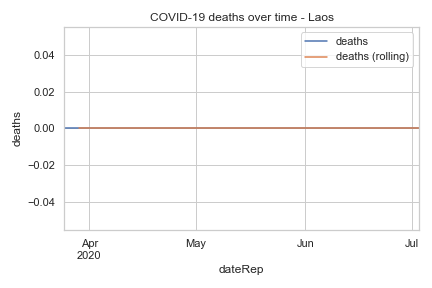 COVID-19 deaths over time - Laos
deaths
deaths (rolling)
0.04
0.02
0.00
−0.02
−0.04
deaths
Apr
2020
May
Jun
Jul
dateRep